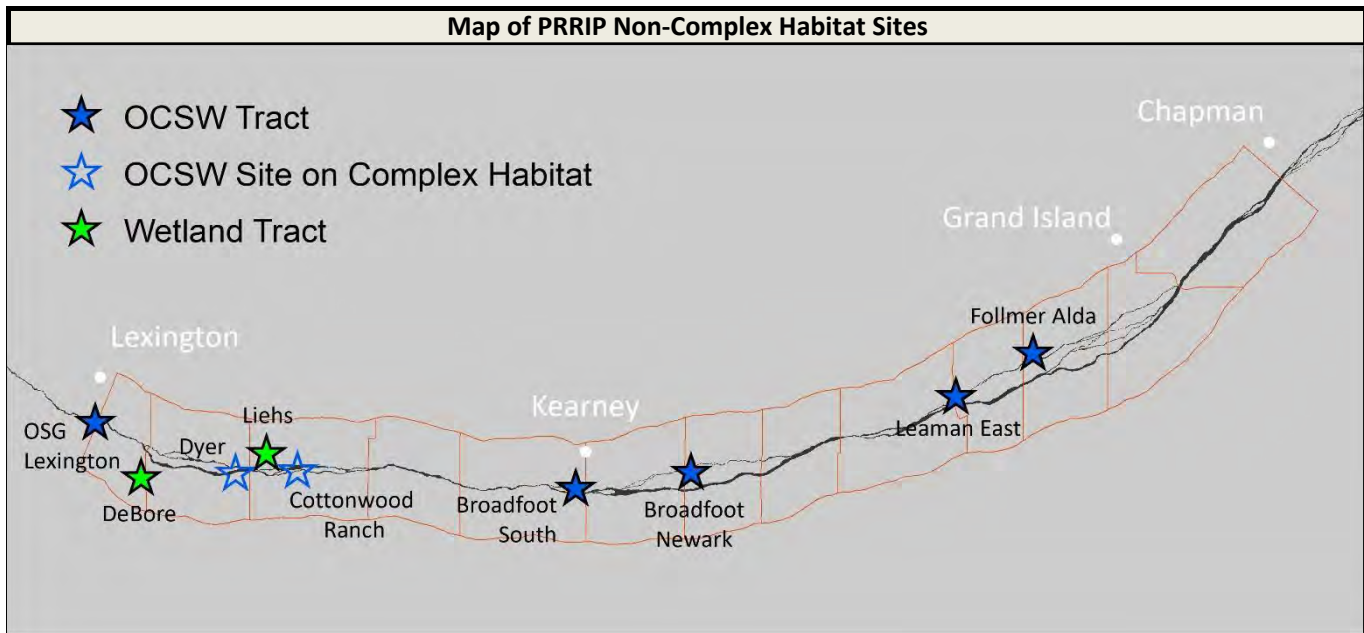 Map of PRRIP Non-Complex Habitat Sites
OCSW Tract
OCSW Site on Complex Habitat
Wetland Tract
Chapman
Grand Island
Follmer Alda
Lexington
Kearney
Leaman East
OSG
Lexington
Dyer
Liehs
DeBore
Cottonwood
Ranch
Broadfoot
South
Broadfoot
Newark